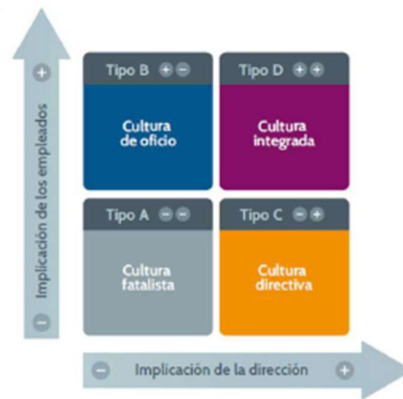 +
Implicación de los empleados
−
Tipo B + −
Cultura
de oficio
Tipo D + +
Cultura
integrada
Tipo A − −
Cultura
fatalista
Tipo C − +
Cultura
directiva
− Implicación de la dirección +